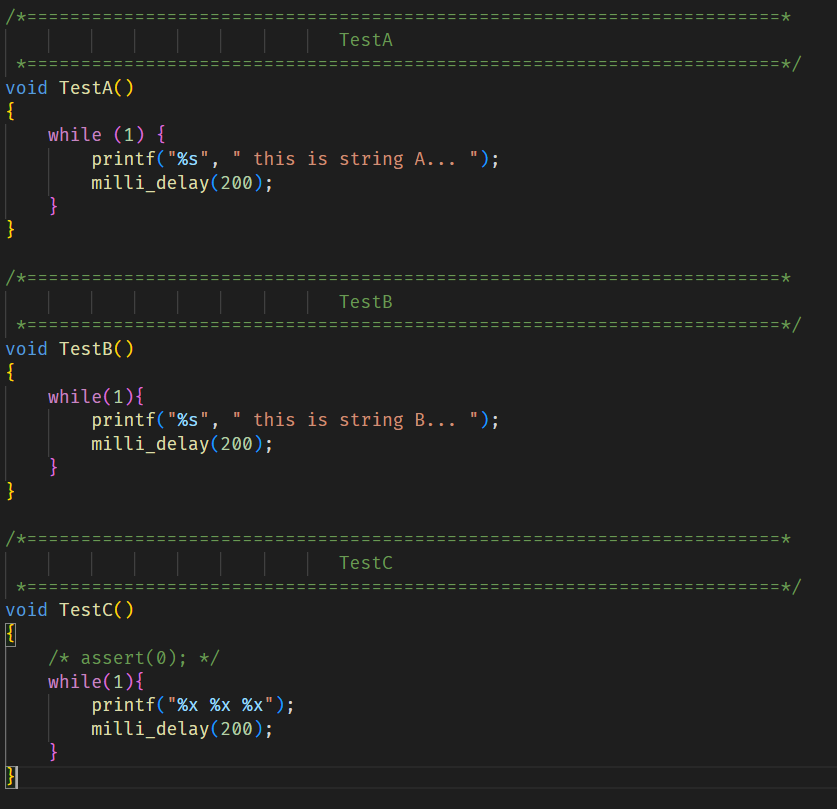 /*======================================================================*
                               TestA
 *======================================================================*/
void TestA()
{
    while (1) {
        printf("%s", " this is string A... ");
        milli_delay(200);
    }
}
/*======================================================================*
                               TestB
 *======================================================================*/
void TestB()
{
    while(1){
        printf("%s", " this is string B... ");
        milli_delay(200);
    }
}
/*======================================================================*
                               TestC
 *======================================================================*/
void TestC()
{
    /* assert(0); */
    while(1){
        printf("%x %x %x");
        milli_delay(200);
    }
}